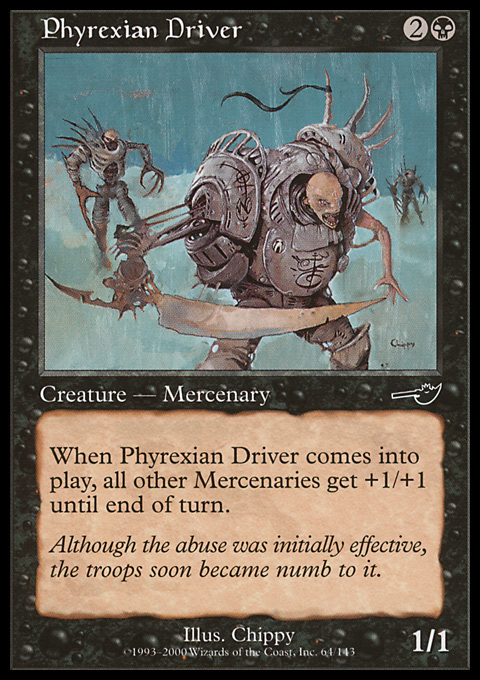 Phyrexian Driver 2
Chippy
Creature — Mercenary
When Phyrexian Driver comes into
play, all other Mercenaries get +1/+1
until end of turn.
Although the abuse was initially effective,
the troops soon became numb to it.
Illus. Chippy
©1993–2000 Wizards of the Coast, Inc. 64/143
1/1